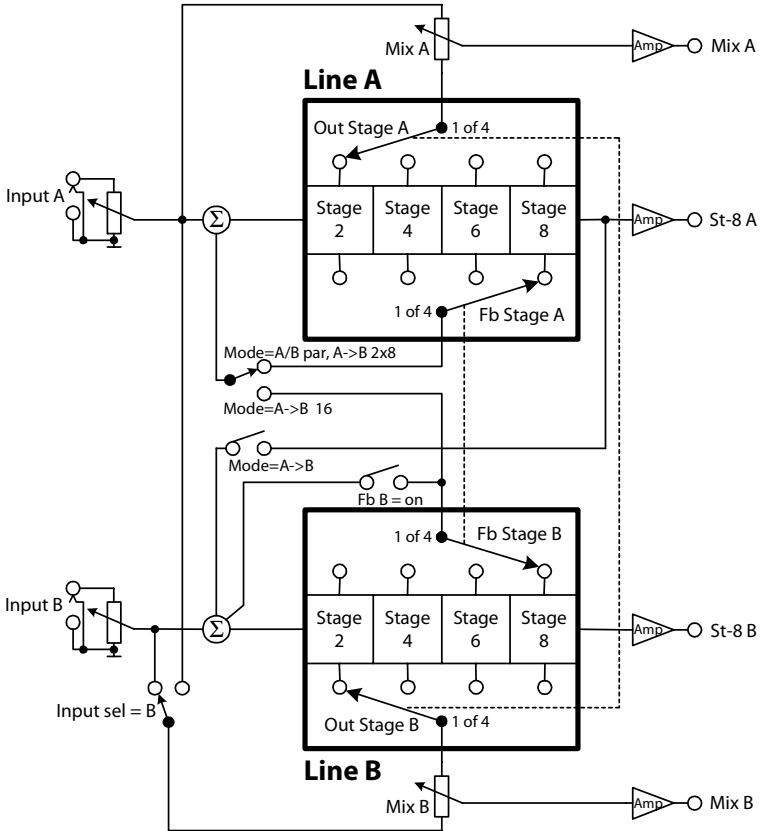 Mix A
Amp
Mix A
Line A
Out Stage A
1 of 4
Input A
Stage 2
Stage 4
Stage 6
Stage 8
Amp
St-8 A
Σ
1 of 4
Fb Stage A
Mode=A/B par, A->B 2x8
Mode=A->B 16
Mode=A->B
Fb B = on
1 of 4
Fb Stage B
Input B
Σ
Stage 2
Stage 4
Stage 6
Stage 8
Amp
St-8 B
Input sel = B
Out Stage B
1 of 4
Line B
Mix B
Amp
Mix B